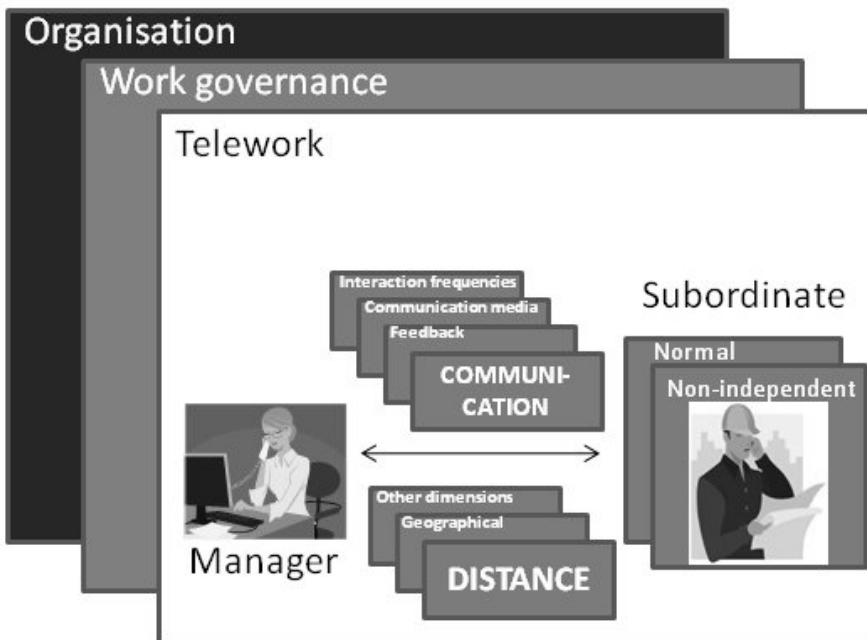 Organisation
Work governance
Telework
Interaction frequencies
Communication media
Feedback
COMMUNI-
CATION
Subordinate
Normal
Non-independent
Manager
Other dimensions
Geographical
DISTANCE